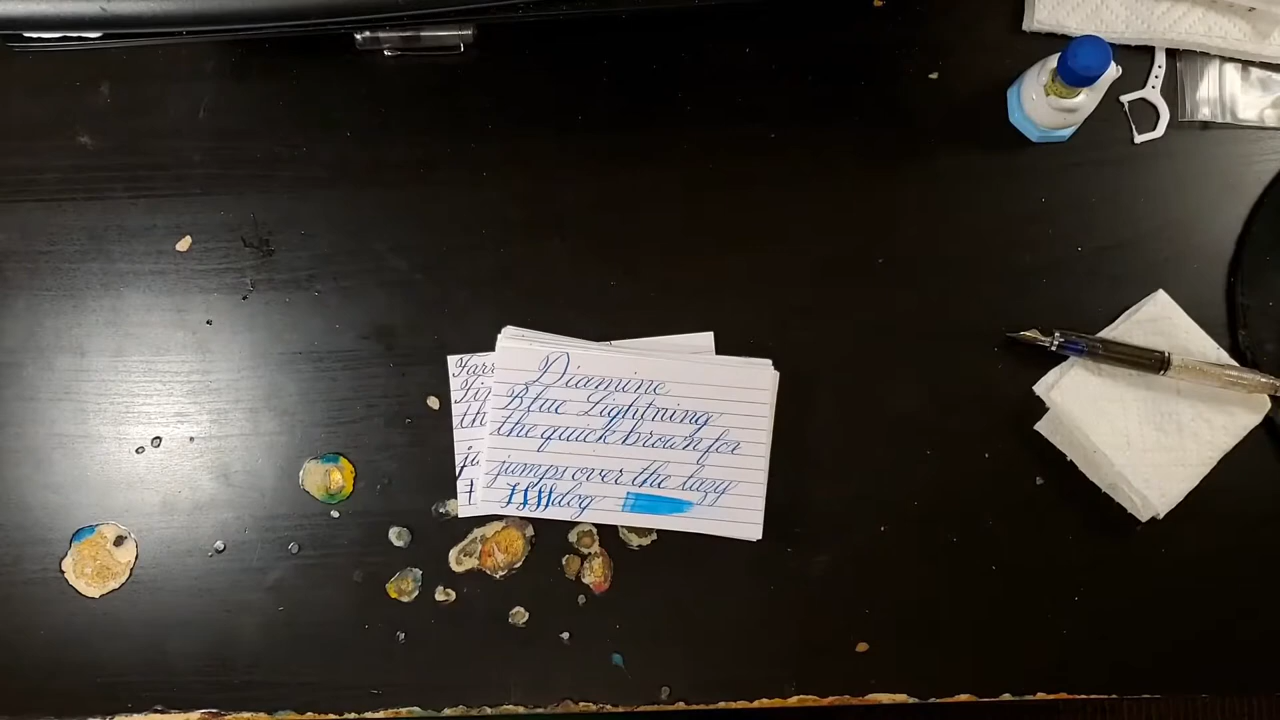 Diamine
Blue Lightning
the quick brown fox
jumps over the lazy
dog